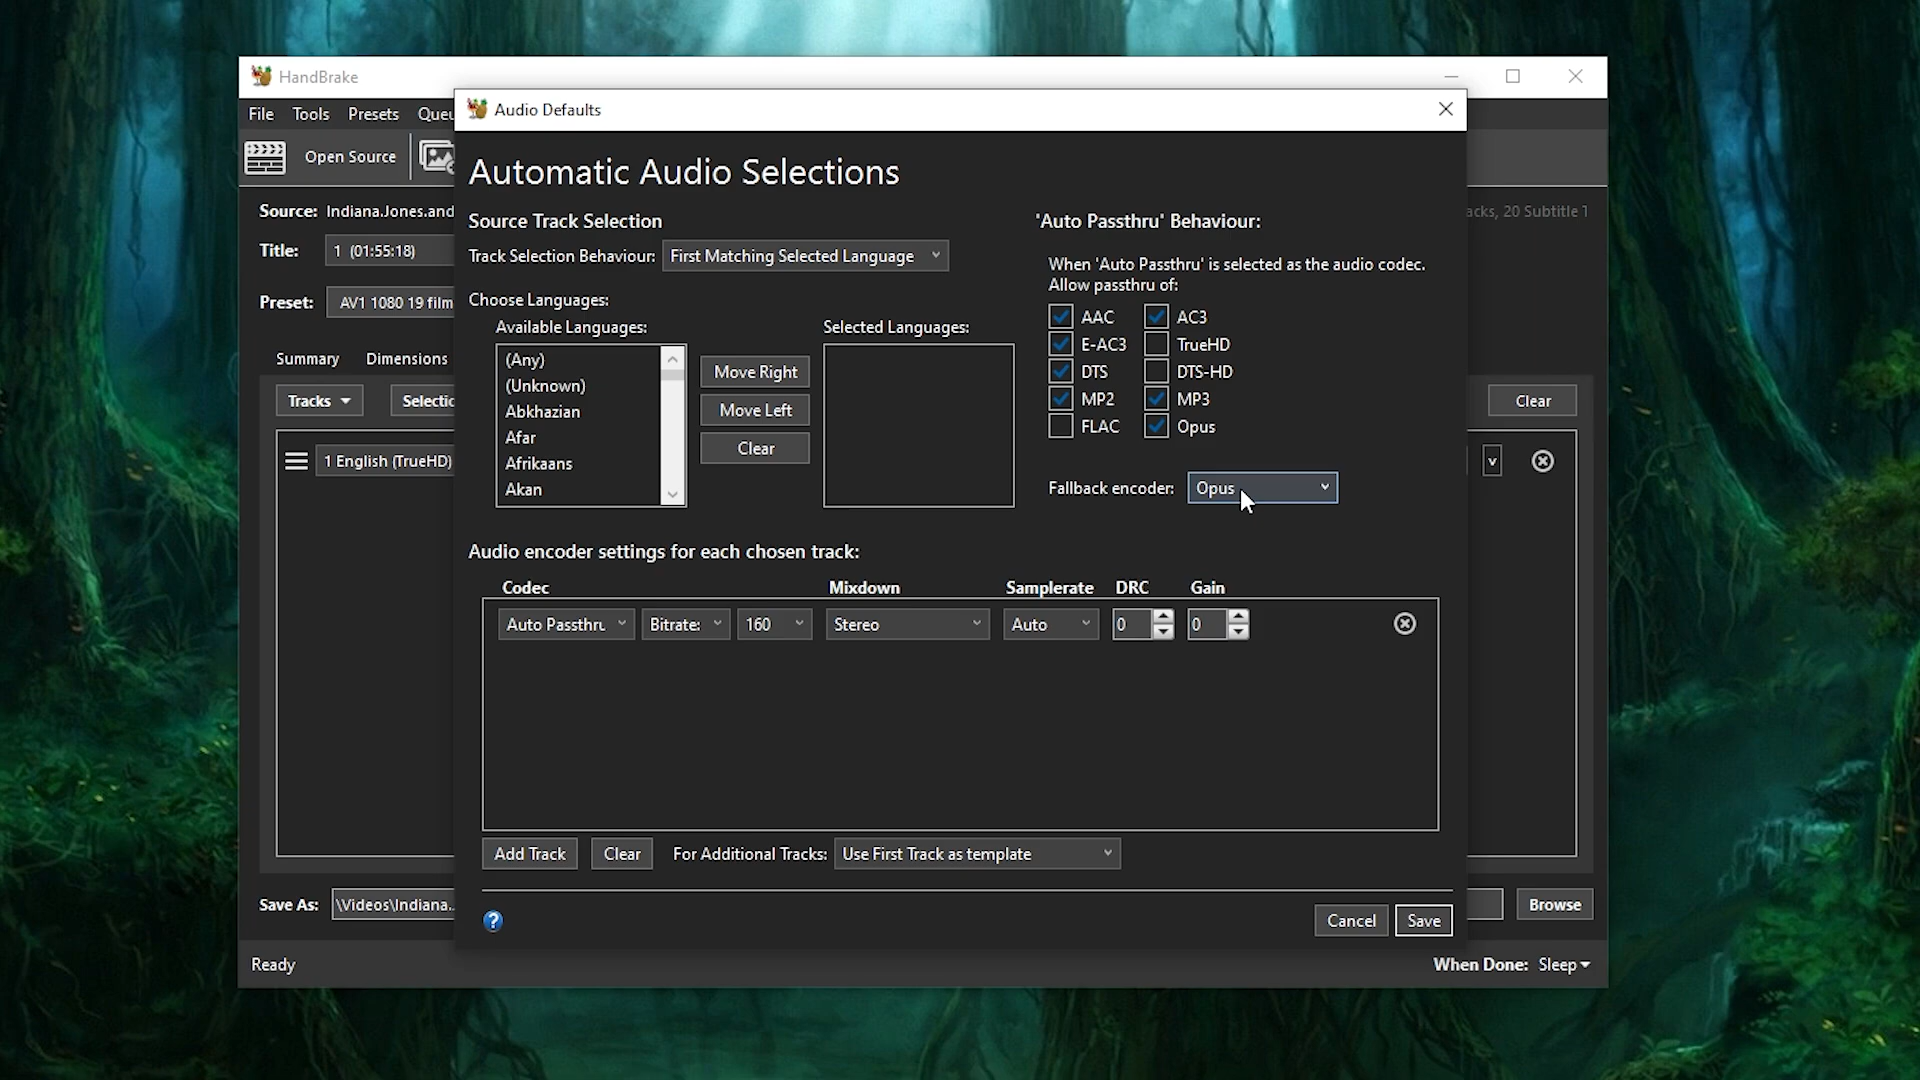 HandBrake
File Tools Presets Queu
Audio Defaults
Open Source
Automatic Audio Selections
Source: Indiana.Jones.and
acks, 20 Subtitle T
Source Track Selection
'Auto Passthru' Behaviour:
Title: 1 (01:55:18)
Track Selection Behaviour: First Matching Selected Language
When 'Auto Passthru' is selected as the audio codec.
Allow passthru of:
Preset: AV1 1080 19 film
Choose Languages:
Available Languages:
Selected Languages:
AAC AC3
E-AC3 TrueHD
DTS DTS-HD
MP2 MP3
FLAC Opus
Summary Dimensions
(Any)
(Unknown)
Abkhazian
Afar
Afrikaans
Akan
Move Right
Move Left
Clear
Tracks Selectio
Clear
1 English (TrueHD)
Fallback encoder: Opus
Audio encoder settings for each chosen track:
Codec Mixdown Samplerate DRC Gain
Auto Passthru Bitrate: 160 Stereo Auto 0 0
Add Track Clear For Additional Tracks: Use First Track as template
Save As: \Videos\Indiana..
Browse
? Cancel Save
Ready
When Done: Sleep